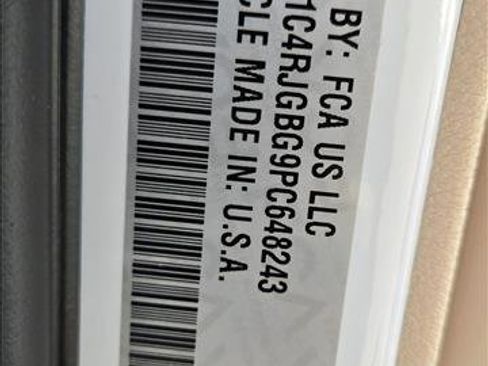 BY: FCA US LLC
1C4RJGBG9PC648243
CLE MADE IN: U.S.A.